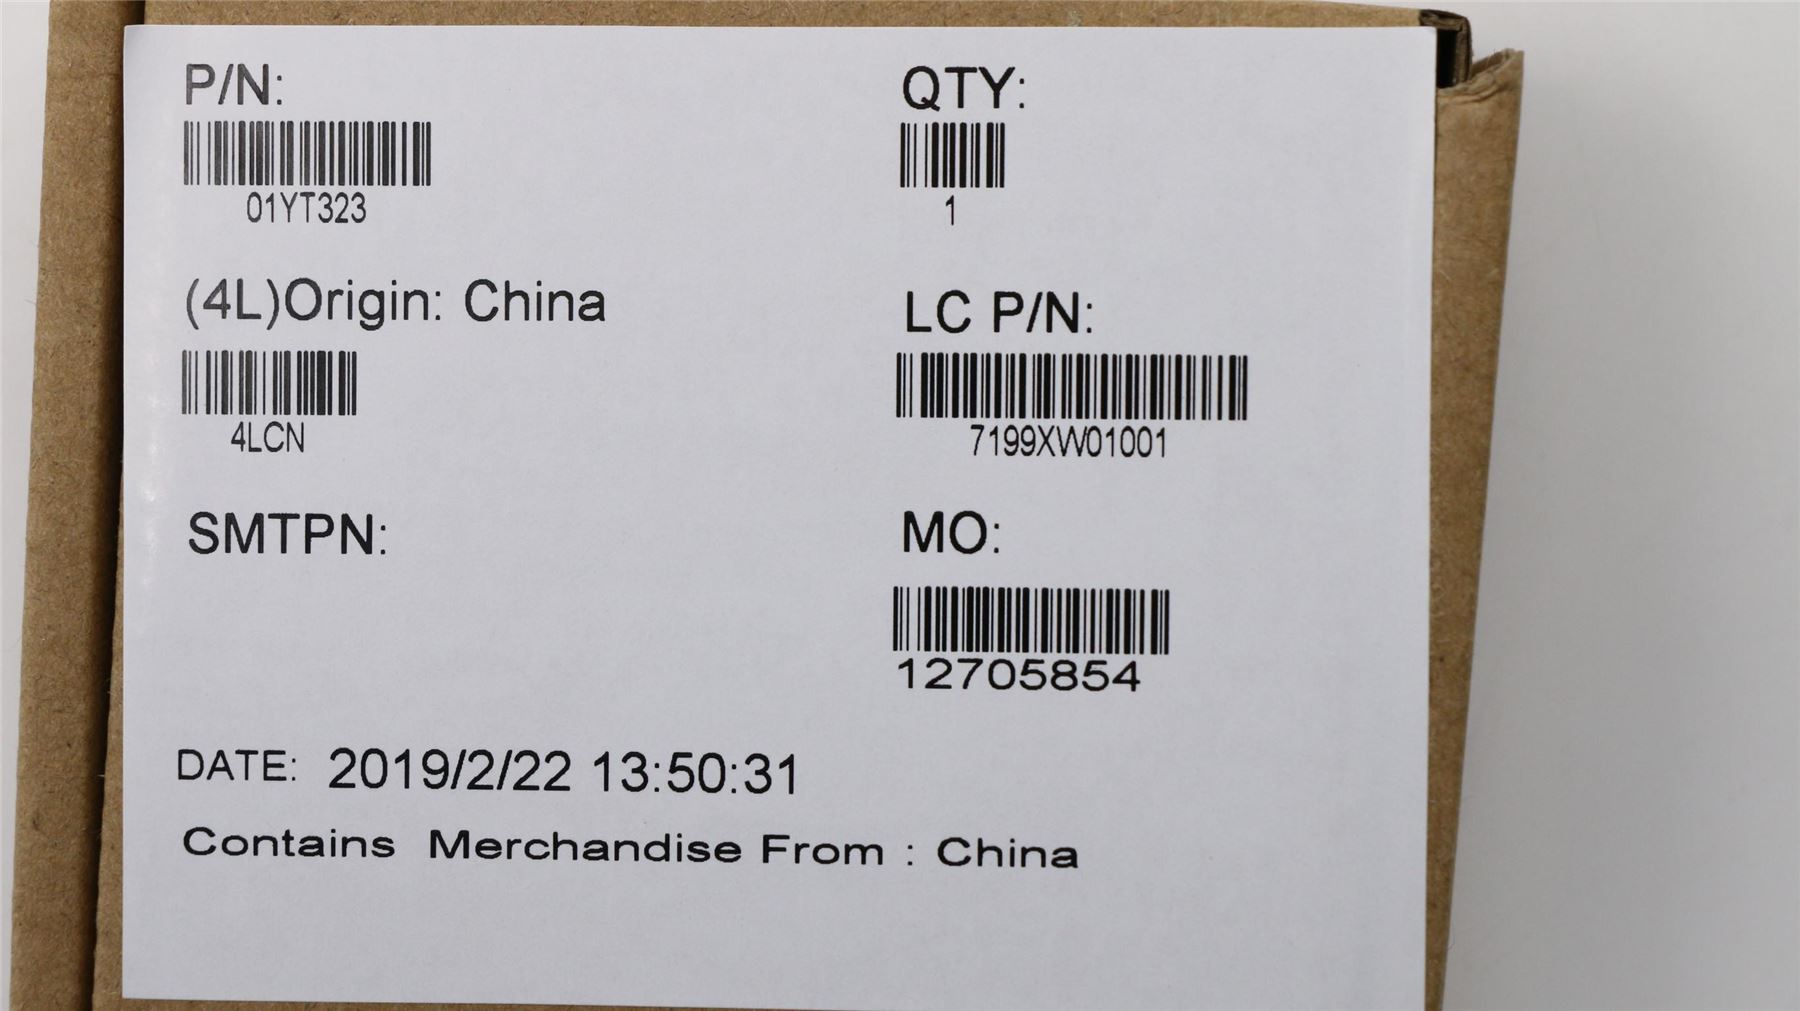 P/N:
01YT323
QTY:
1
(4L)Origin: China
4LCN
LC P/N:
7199XW01001
SMTPN:
MO:
12705854
DATE: 2019/2/22 13:50:31
Contains Merchandise From : China